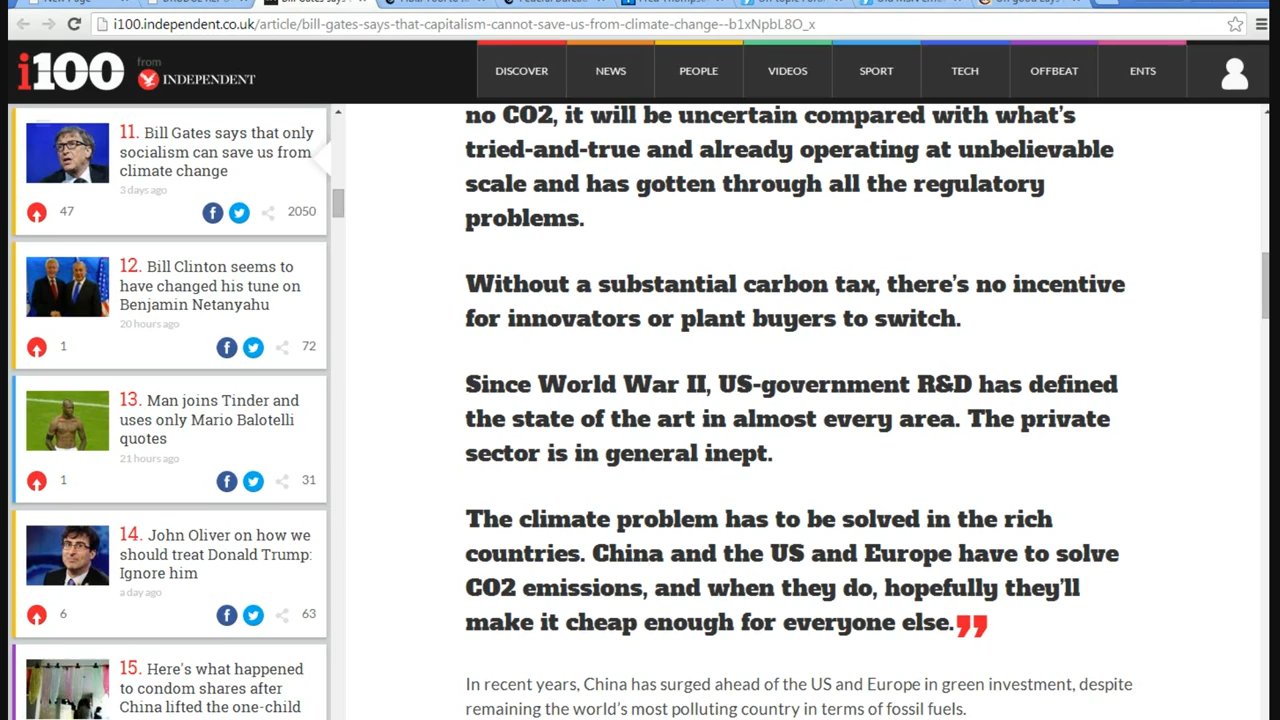 i100.independent.co.uk/article/bill-gates-says-that-capitalism-cannot-save-us-from-climate-change--b1xNpbL8O_x
i100
from
INDEPENDENT
DISCOVER
NEWS
PEOPLE
VIDEOS
SPORT
TECH
OFFBEAT
ENTS
11. Bill Gates says that only
socialism can save us from
climate change
3 days ago
47
2050
12. Bill Clinton seems to
have changed his tune on
Benjamin Netanyahu
20 hours ago
1
72
13. Man joins Tinder and
uses only Mario Balotelli
quotes
21 hours ago
1
31
14. John Oliver on how we
should treat Donald Trump:
Ignore him
a day ago
6
63
15. Here's what happened
to condom shares after
China lifted the one-child
no CO2, it will be uncertain compared with what's
tried-and-true and already operating at unbelievable
scale and has gotten through all the regulatory
problems.
Without a substantial carbon tax, there's no incentive
for innovators or plant buyers to switch.
Since World War II, US-government R&D has defined
the state of the art in almost every area. The private
sector is in general inept.
The climate problem has to be solved in the rich
countries. China and the US and Europe have to solve
CO2 emissions, and when they do, hopefully they'll
make it cheap enough for everyone else.”
In recent years, China has surged ahead of the US and Europe in green investment, despite
remaining the world's most polluting country in terms of fossil fuels.